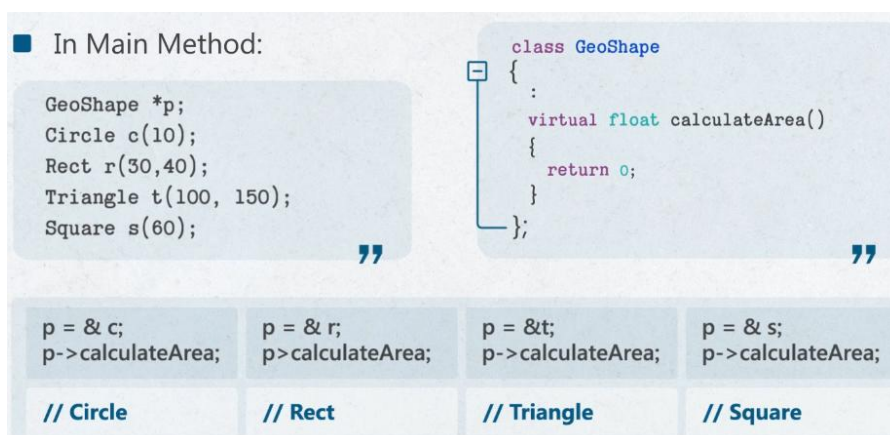 In Main Method:
GeoShape *p;
Circle c(10);
Rect r(30,40);
Triangle t(100, 150);
Square s(60);
class GeoShape
{
:
virtual float calculateArea()
{
return 0;
}
};
p = & c;
p->calculateArea;
// Circle
p = & r;
p>calculateArea;
// Rect
p = &t;
p->calculateArea;
// Triangle
p = & s;
p->calculateArea;
// Square